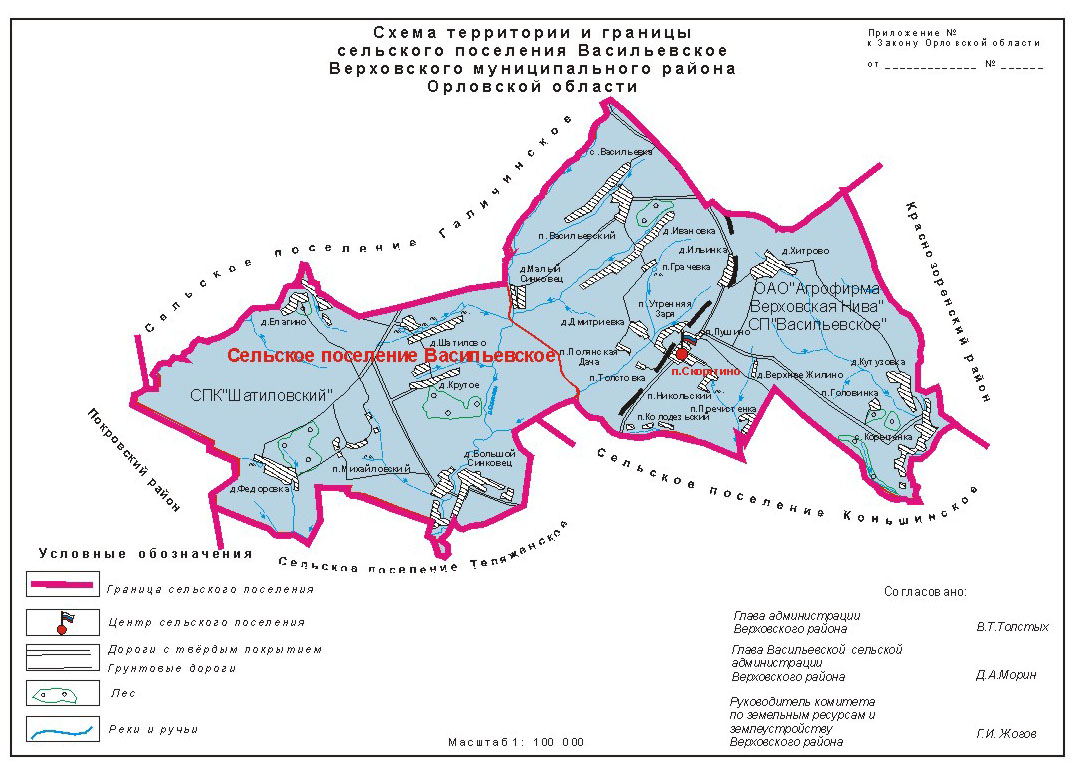 Схема территории и границы
сельского поселения Васильевское
Верховского муниципального района
Орловской области
Приложение №
к Закону Орловской области
от _____________ № ______
Сельское поселение Галичинское
Краснозоренский район
Покровский район
Сельское поселение Теляжанское
Сельское поселение Коньшинское
с.Васильевка
п.Васильевский
д.Ивановка
д.Ильинка
п.Грачевка
д.Хитрово
д.Малый
Синковец
ОАО"Агрофирма
Верховская Нива"
СП"Васильевское"
п.Утренняя
Заря
д.Елагино
д.Дмитриевка
п.Пушино
д.Шатилово
Сельское поселение Васильевское
п.Полянская
Дача
д.Кутузовка
п.Скорятино
д.Верхнее Жилино
п.Толстовка
д.Крутое
СПК"Шатиловский"
п.Головинка
п.Никольский
п.Пречистенка
п.Колодезьский
д.Корытенка
д.Большой
Синковец
п.Михайловский
д.Федоровка
Условные обозначения
Граница сельского поселения
Центр сельского поселения
Дороги с твёрдым покрытием
Грунтовые дороги
Лес
Реки и ручьи
Масштаб 1: 100 000
Согласовано:
Глава администрации
Верховского района
В.Т.Толстых
Глава Васильевской сельской
администрации
Верховского района
Д.А.Морин
Руководитель комитета
по земельным ресурсам и
землеустройству
Верховского района
Г.И. Жогов